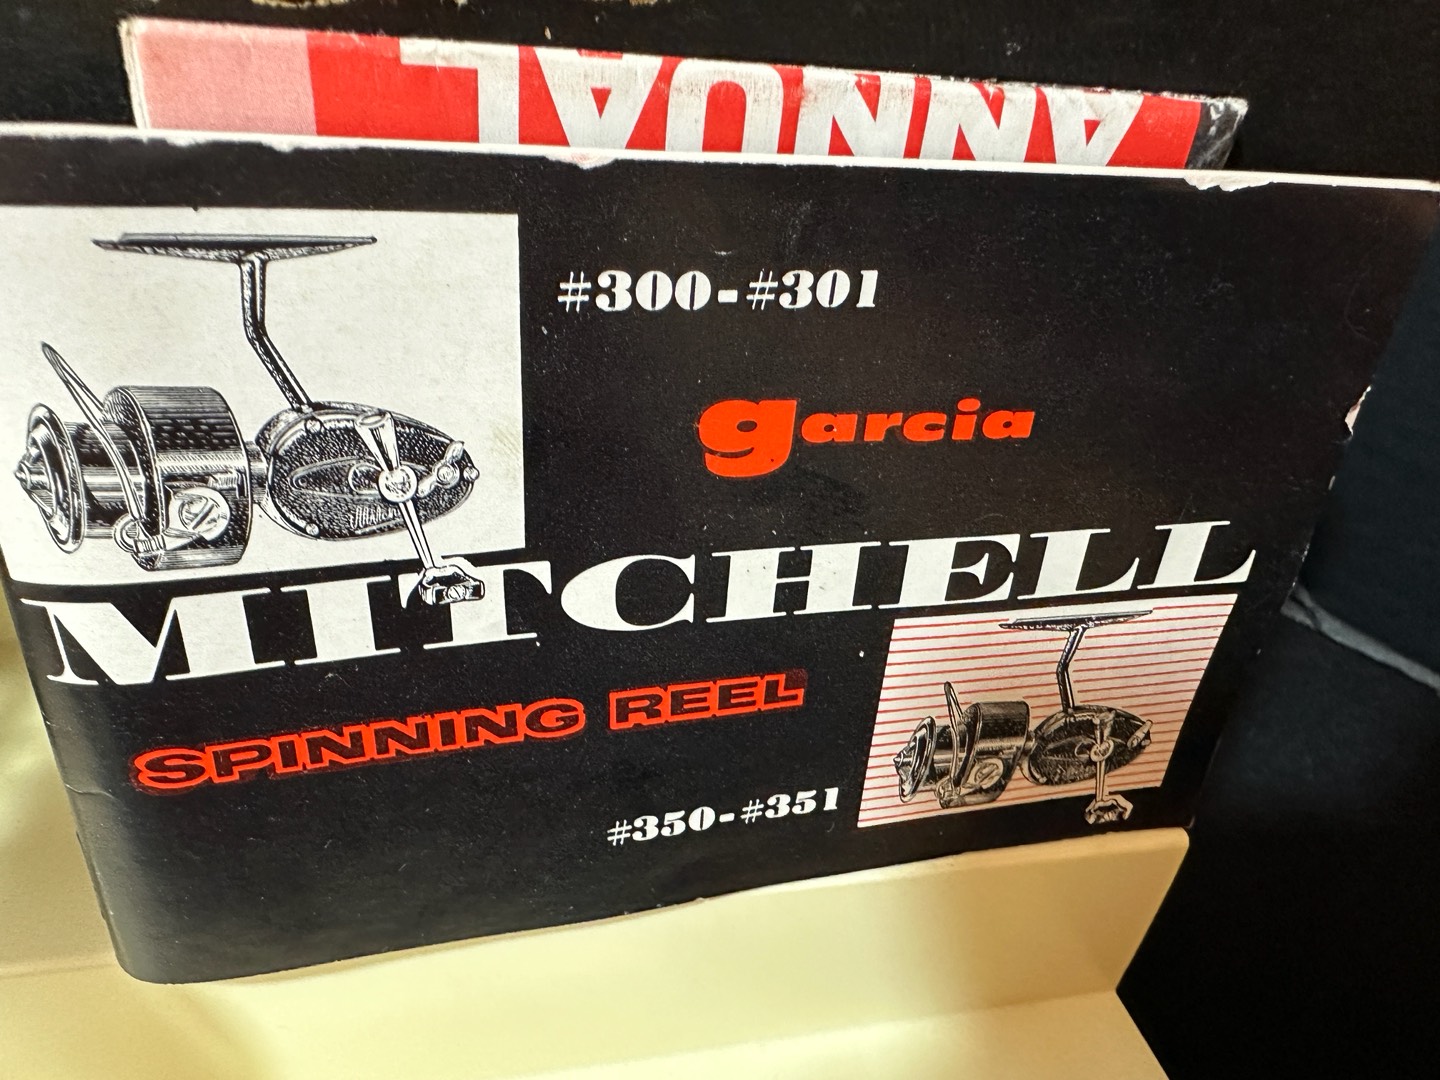 ANNUAL
#300-#301
garcia
MITCHELL
SPINNING REEL
#350-#351